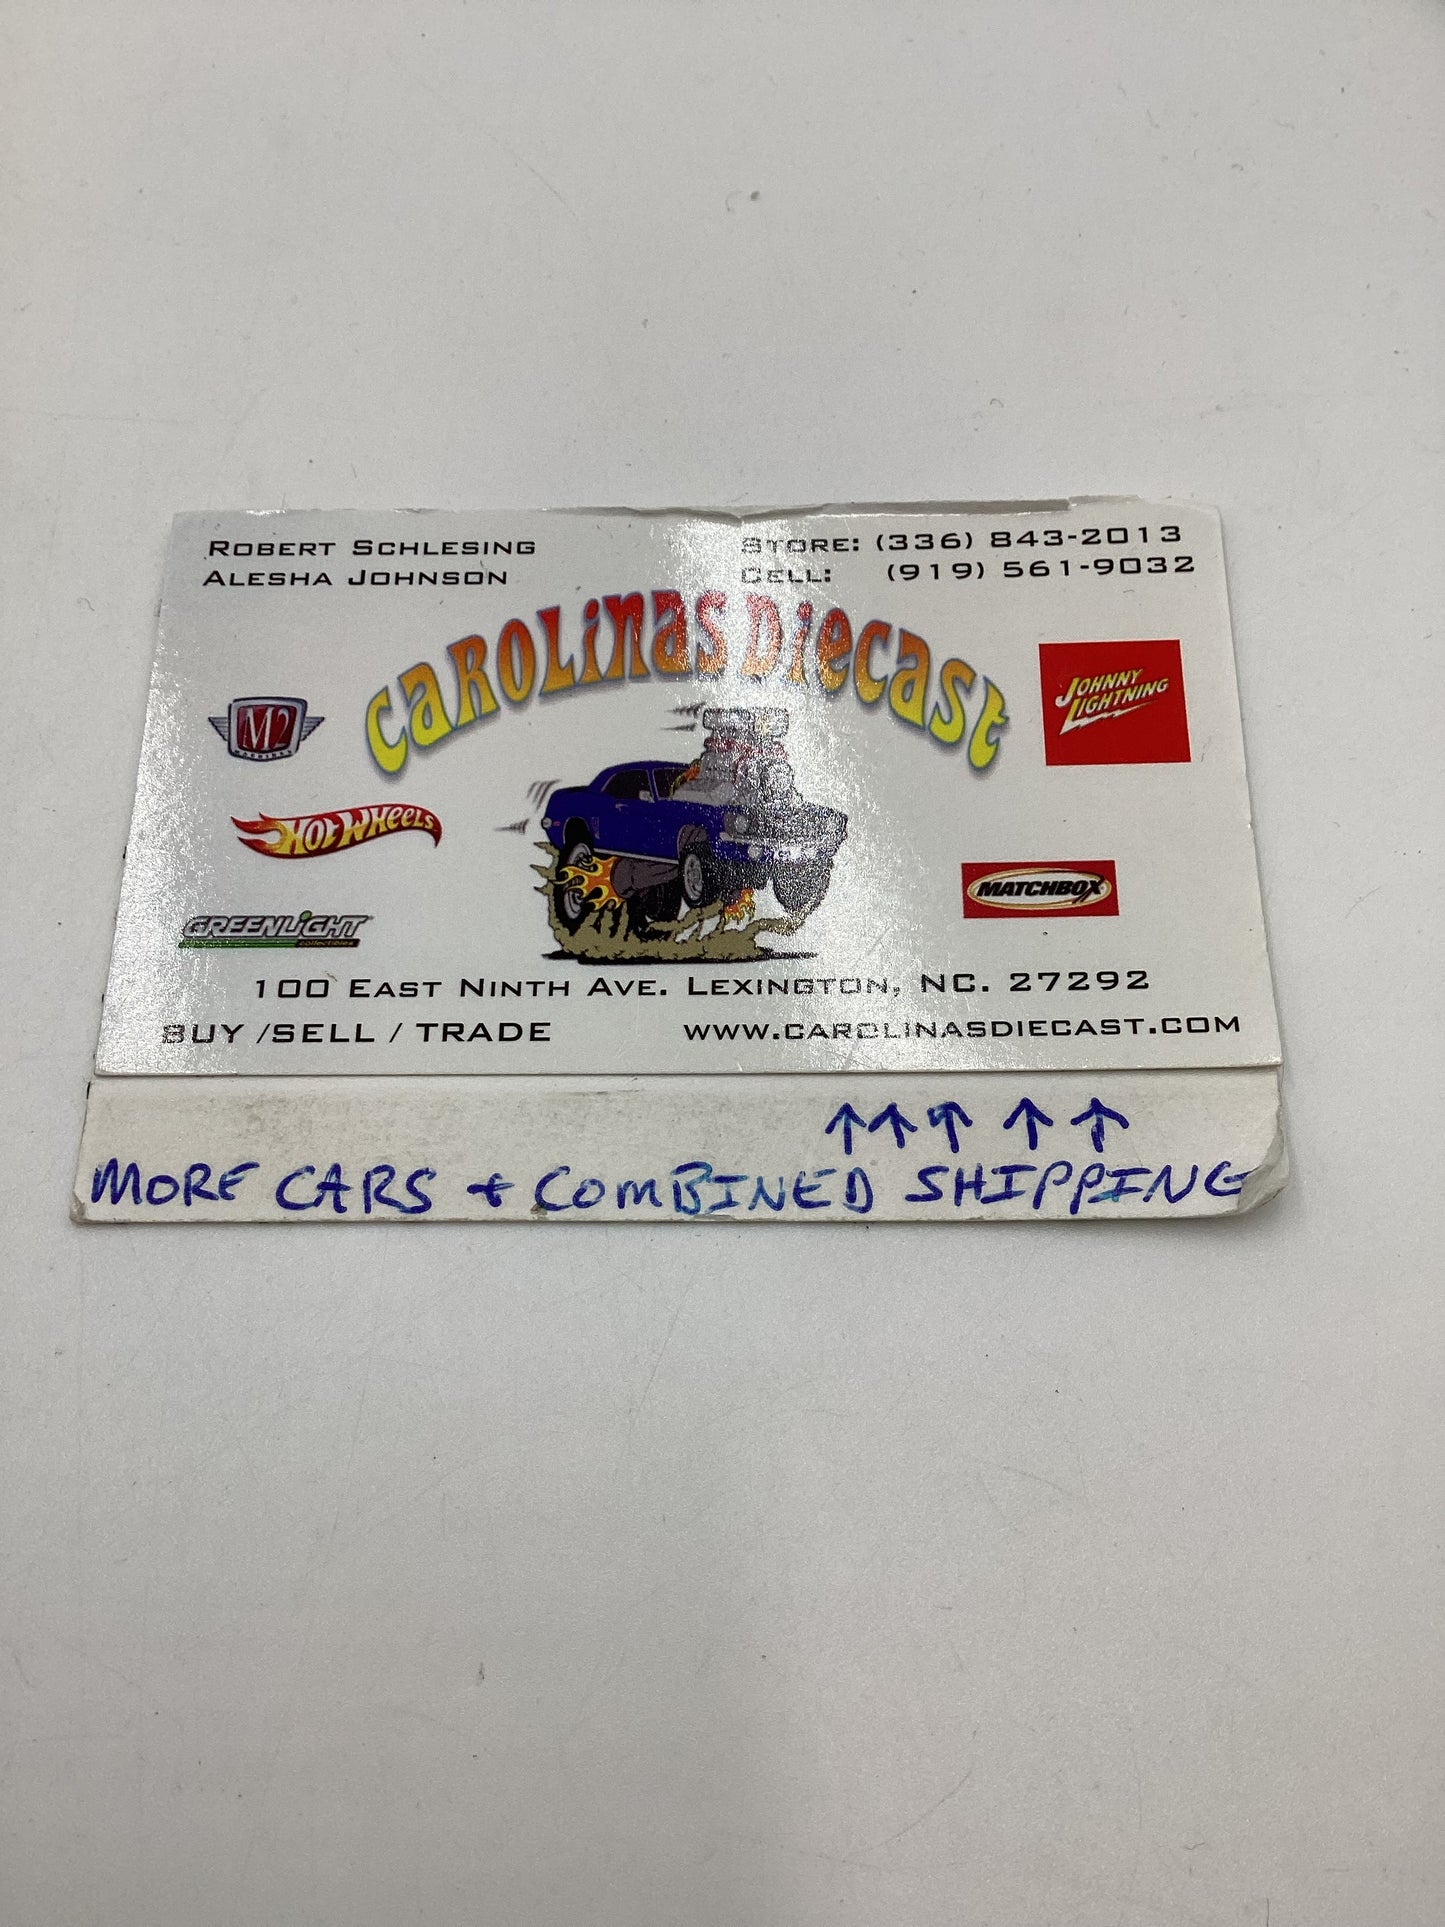 ROBERT SCHLESING
ALESHA JOHNSON
STORE: (336) 843-2013
CELL: (919) 561-9032
CAROLINAS DIECAST
M2
MACHINES
JOHNNY
LIGHTNING
HOT WHEELS
MATCHBOX
GREENLIGHT
collectibles
100 EAST NINTH AVE. LEXINGTON, NC. 27292
BUY /SELL / TRADE
WWW.CAROLINASDIECAST.COM
↑↑↑↑↑
MORE CARS + COMBINED SHIPPING